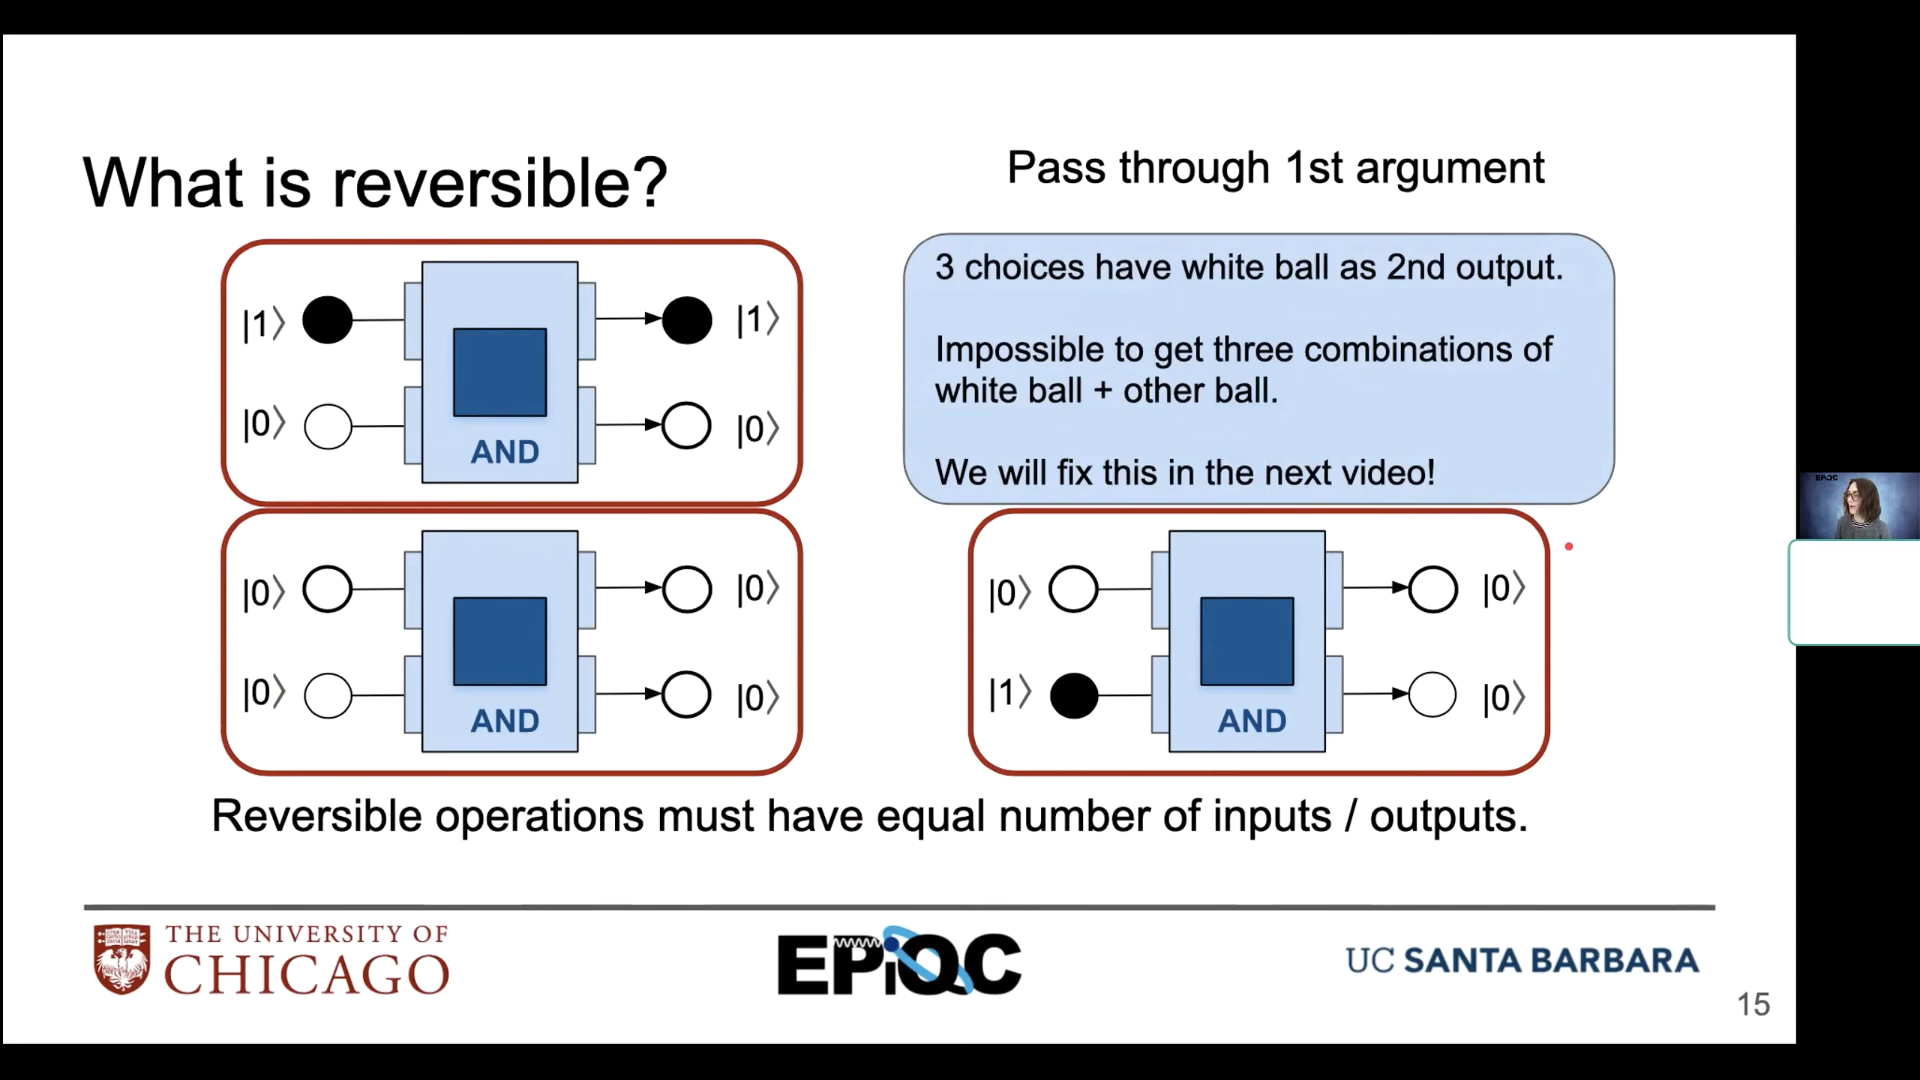 What is reversible?
Pass through 1st argument
|1⟩ |1⟩
|0⟩ |0⟩
AND
3 choices have white ball as 2nd output.
Impossible to get three combinations of
white ball + other ball.
We will fix this in the next video!
|0⟩ |0⟩
|0⟩ |0⟩
AND
|0⟩ |0⟩
|1⟩ |0⟩
AND
Reversible operations must have equal number of inputs / outputs.
THE UNIVERSITY OF
CHICAGO
EPiQC
UC SANTA BARBARA
15
EPiQC